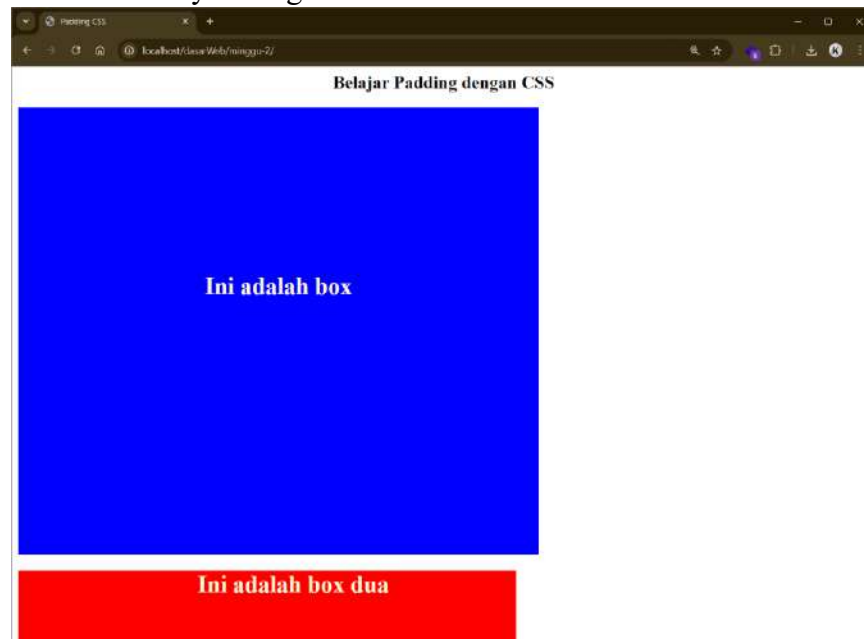 Padding CSS
localhost/dasarWeb/minggu-2/
K
Belajar Padding dengan CSS
Ini adalah box
Ini adalah box dua